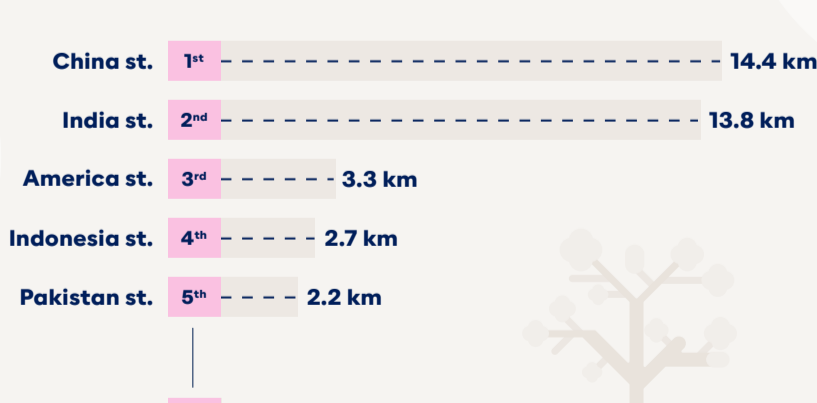 China st. 1st 14.4 km
India st. 2nd 13.8 km
America st. 3rd 3.3 km
Indonesia st. 4th 2.7 km
Pakistan st. 5th 2.2 km